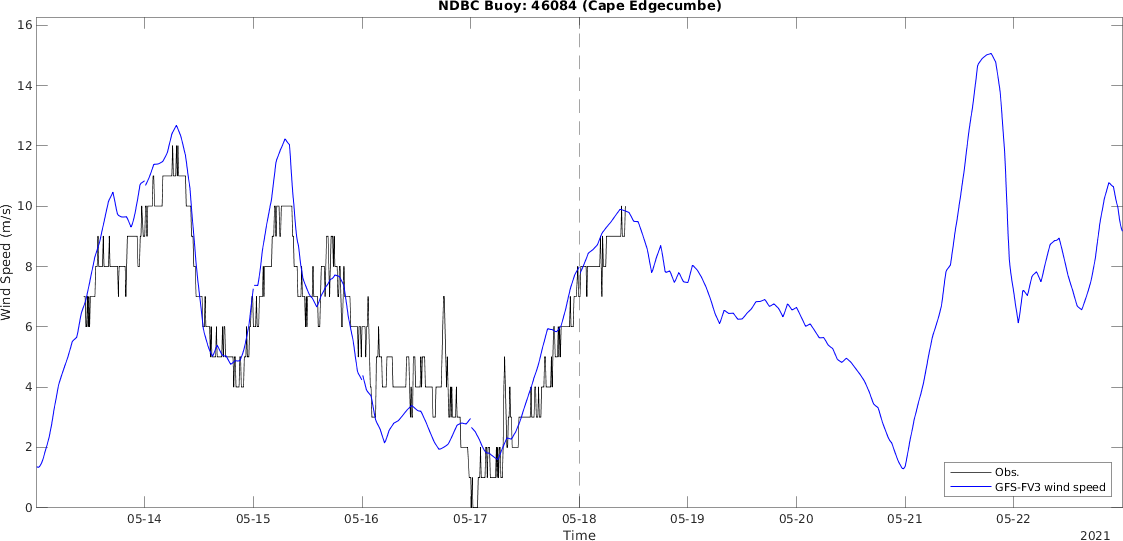 NDBC Buoy: 46084 (Cape Edgecumbe)
Wind Speed (m/s)
16
14
12
10
8
6
4
2
0
05-14 05-15 05-16 05-17 05-18 05-19 05-20 05-21 05-22
Time
2021
Obs.
GFS-FV3 wind speed